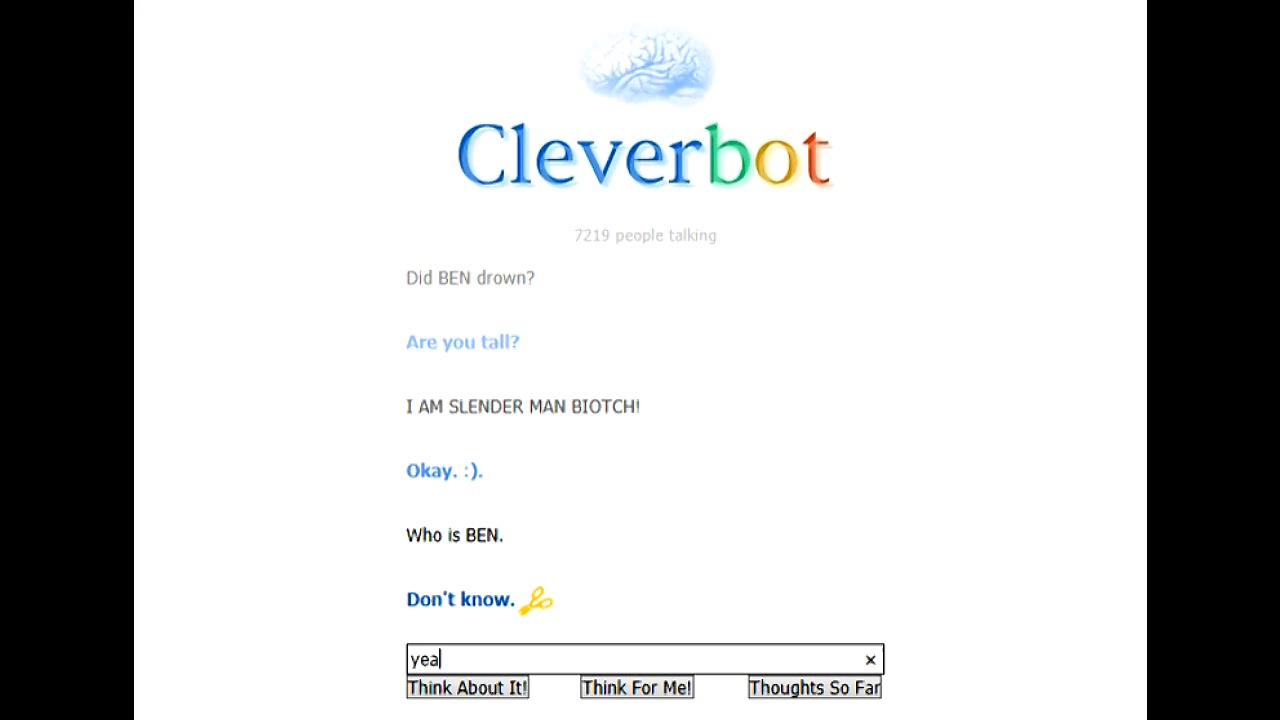 Cleverbot
7219 people talking
Did BEN drown?
Are you tall?
I AM SLENDER MAN BIOTCH!
Okay. :).
Who is BEN.
Don't know.
yea ×
Think About It! Think For Me! Thoughts So Far